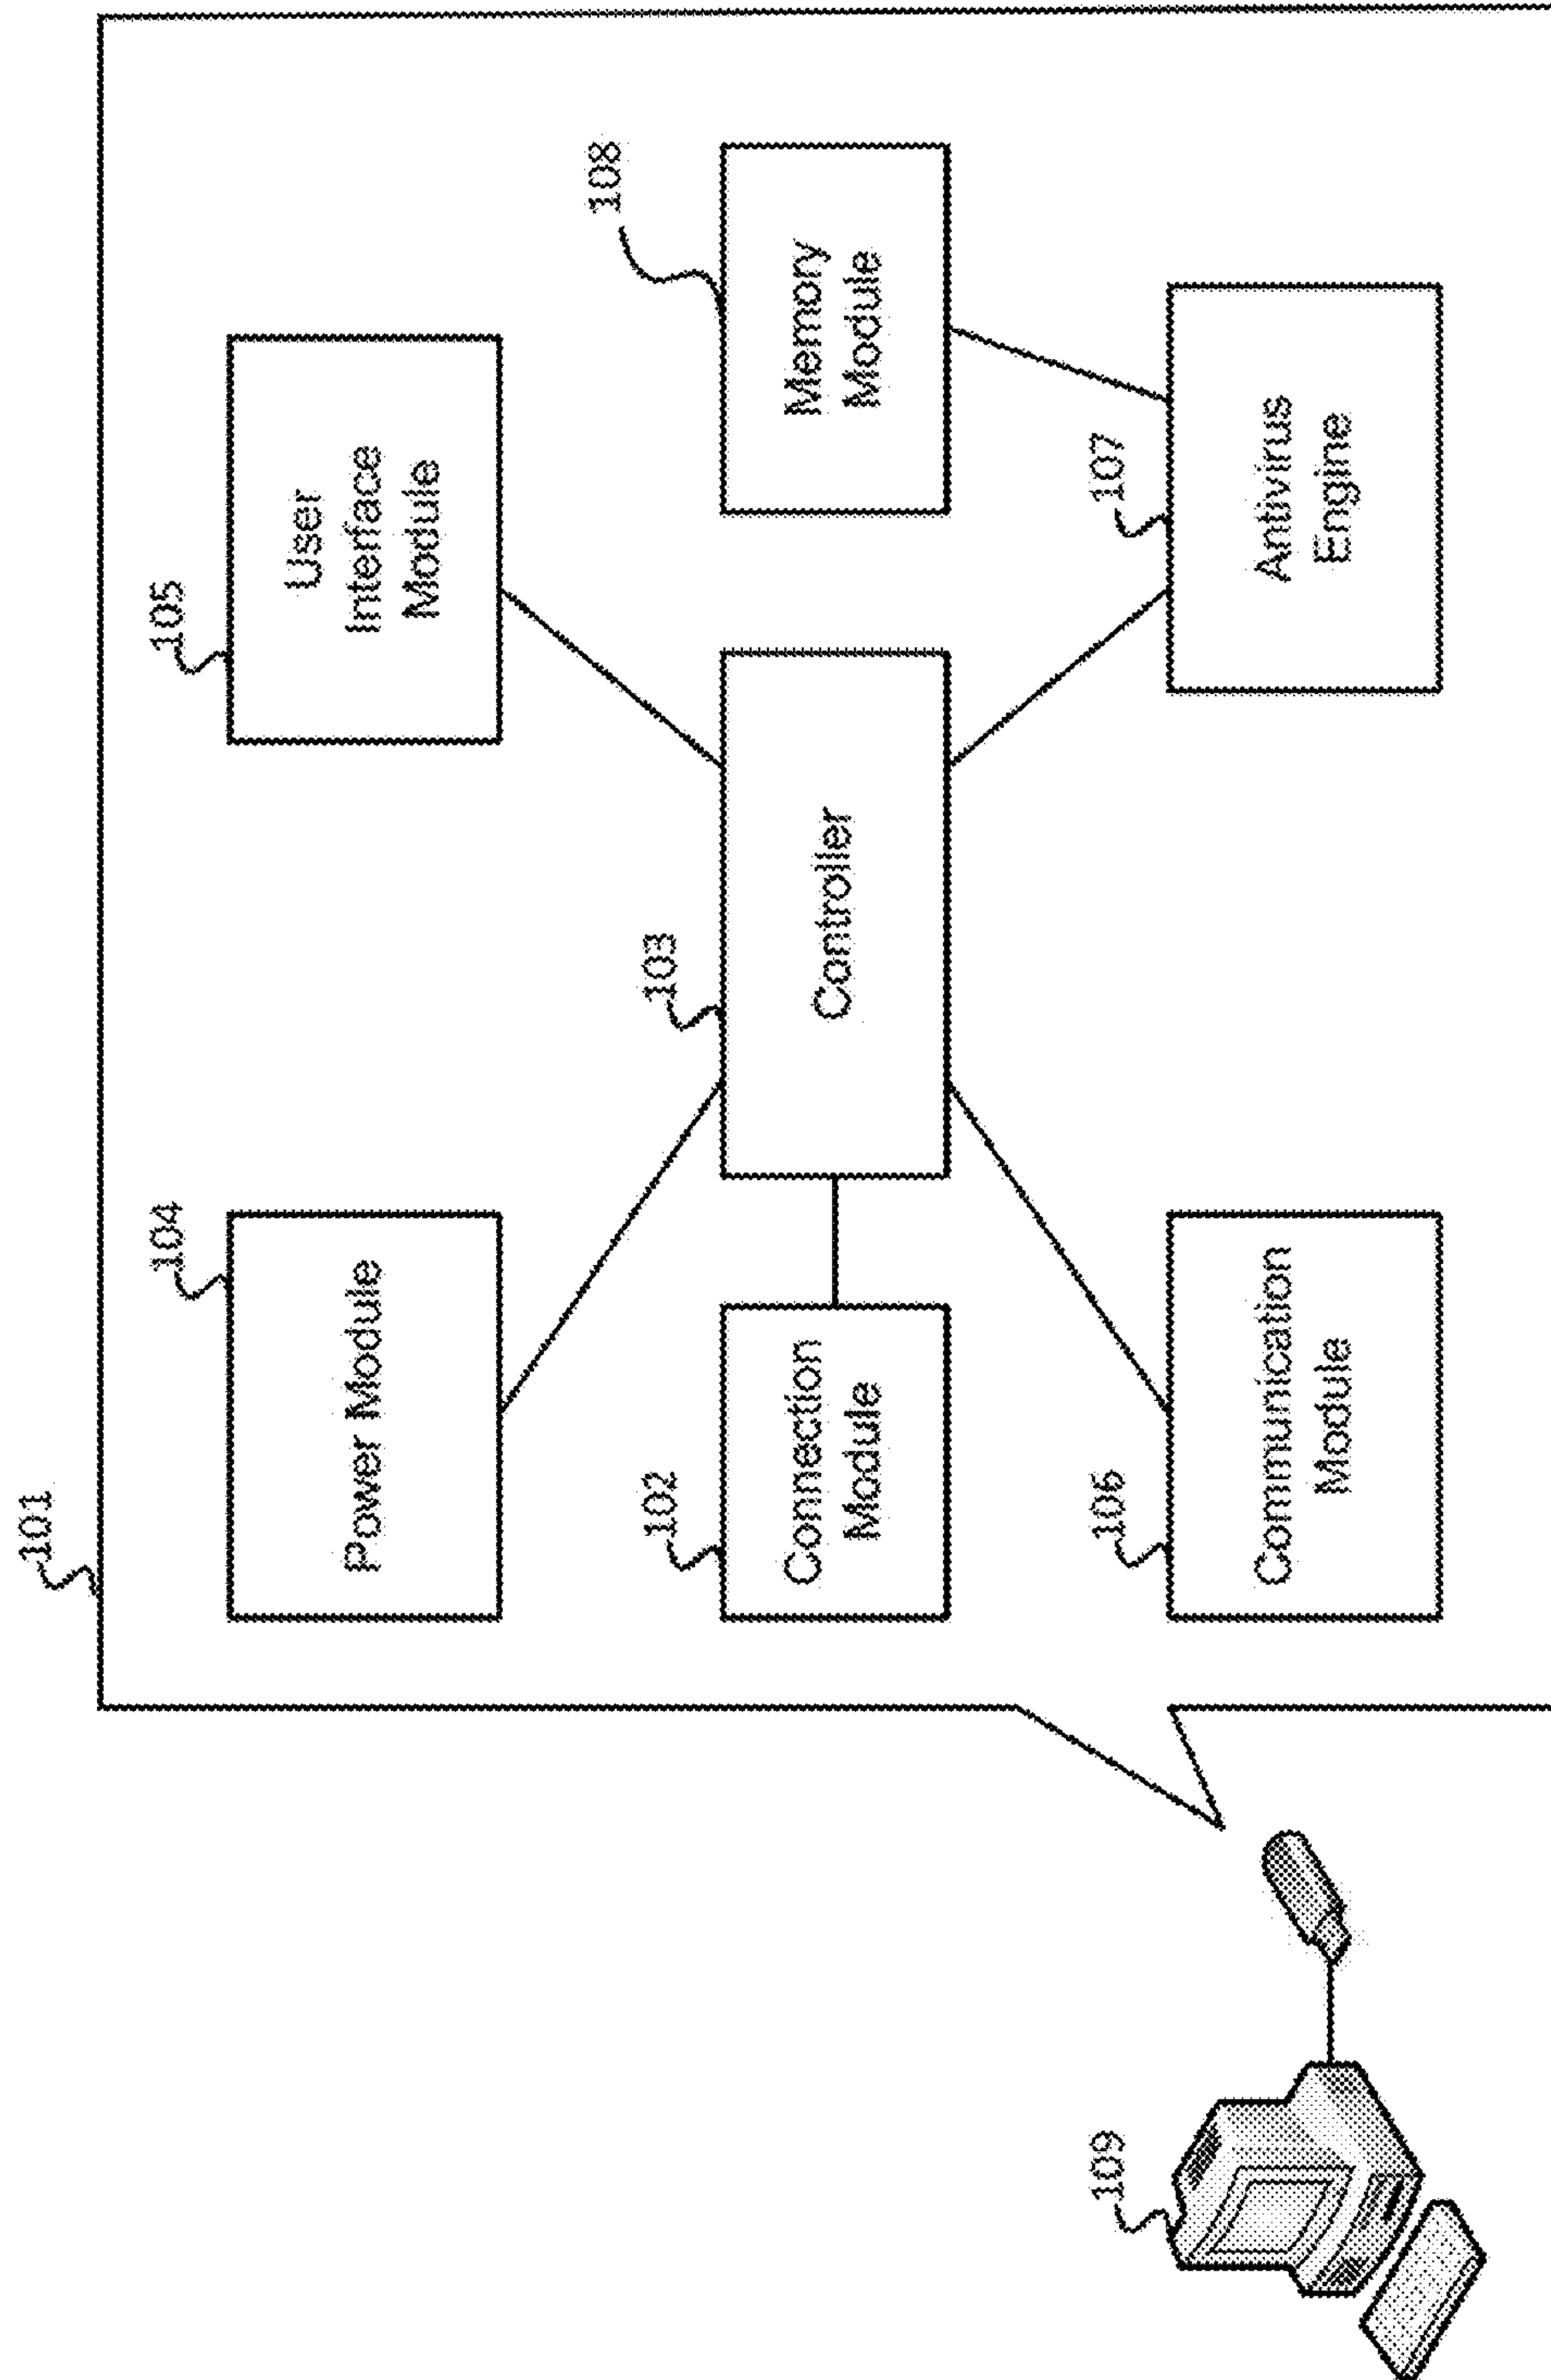 101
104
Power Module
105
User
Interface
Module
102
Connection
Module
103
Controller
108
Memory
Module
106
Communication
Module
107
Antivirus
Engine
109